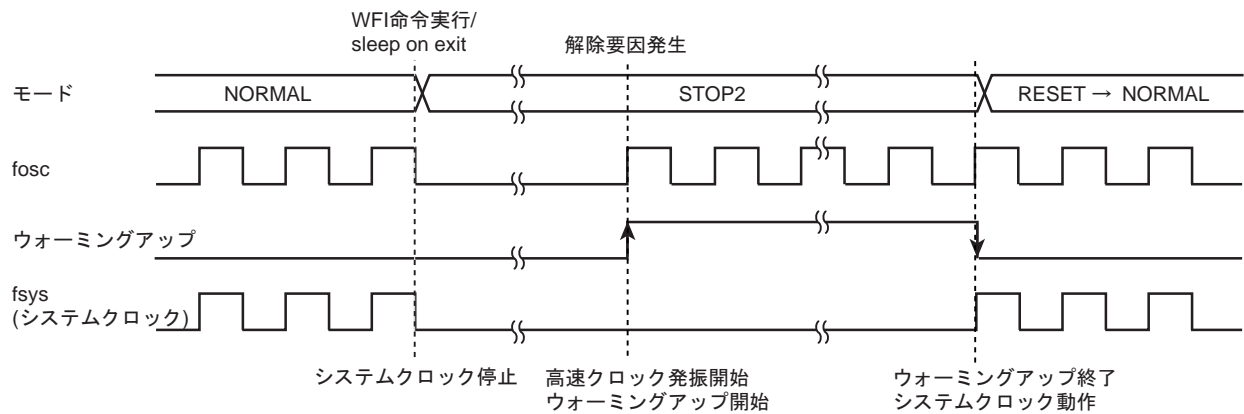 WFI命令実行/
sleep on exit
解除要因発生
モード
NORMAL
STOP2
RESET → NORMAL
fosc
ウォーミングアップ
fsys
(システムクロック)
システムクロック停止
高速クロック発振開始
ウォーミングアップ開始
ウォーミングアップ終了
システムクロック動作